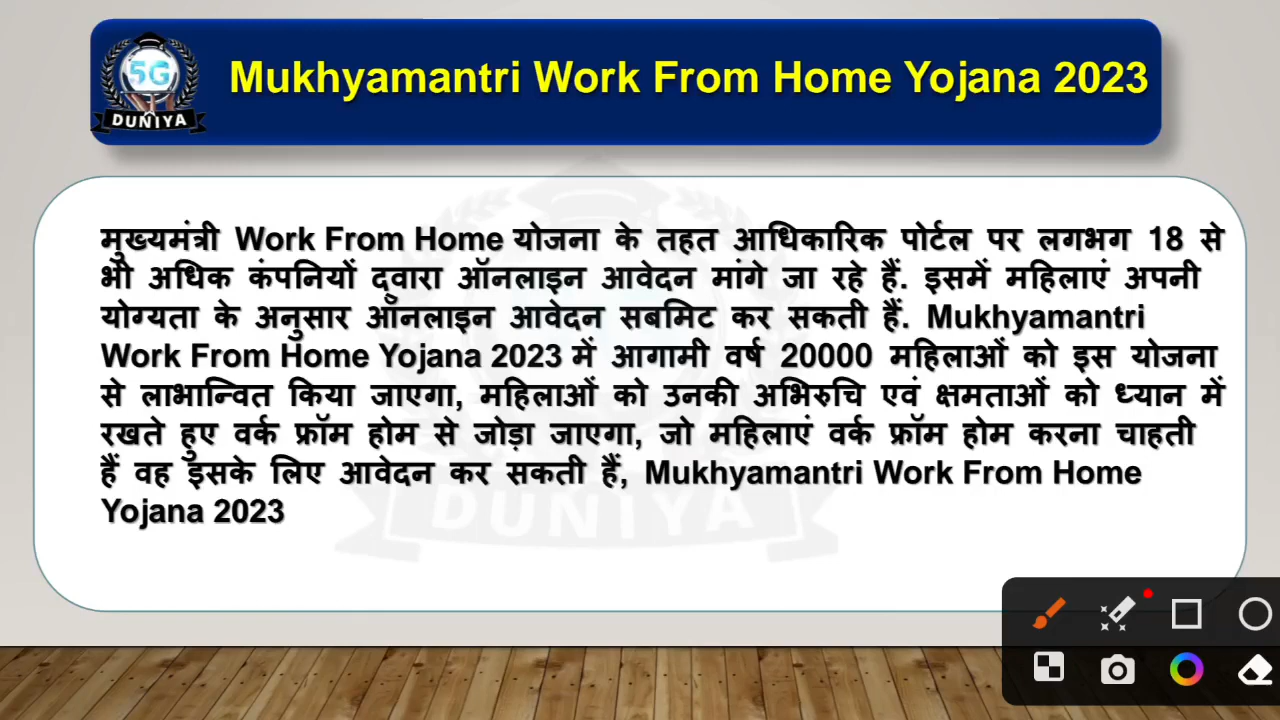 5G
DUNIYA
Mukhyamantri Work From Home Yojana 2023
मुख्यमंत्री Work From Home योजना के तहत आधिकारिक पोर्टल पर लगभग 18 से
भी अधिक कंपनियों द्वारा ऑनलाइन आवेदन मांगे जा रहे हैं. इसमें महिलाएं अपनी
योग्यता के अनुसार ऑनलाइन आवेदन सबमिट कर सकती हैं. Mukhyamantri
Work From Home Yojana 2023 में आगामी वर्ष 20000 महिलाओं को इस योजना
से लाभान्वित किया जाएगा, महिलाओं को उनकी अभिरुचि एवं क्षमताओं को ध्यान में
रखते हुए वर्क फ्रॉम होम से जोड़ा जाएगा, जो महिलाएं वर्क फ्रॉम होम करना चाहती
हैं वह इसके लिए आवेदन कर सकती हैं, Mukhyamantri Work From Home
Yojana 2023
DUNIYA